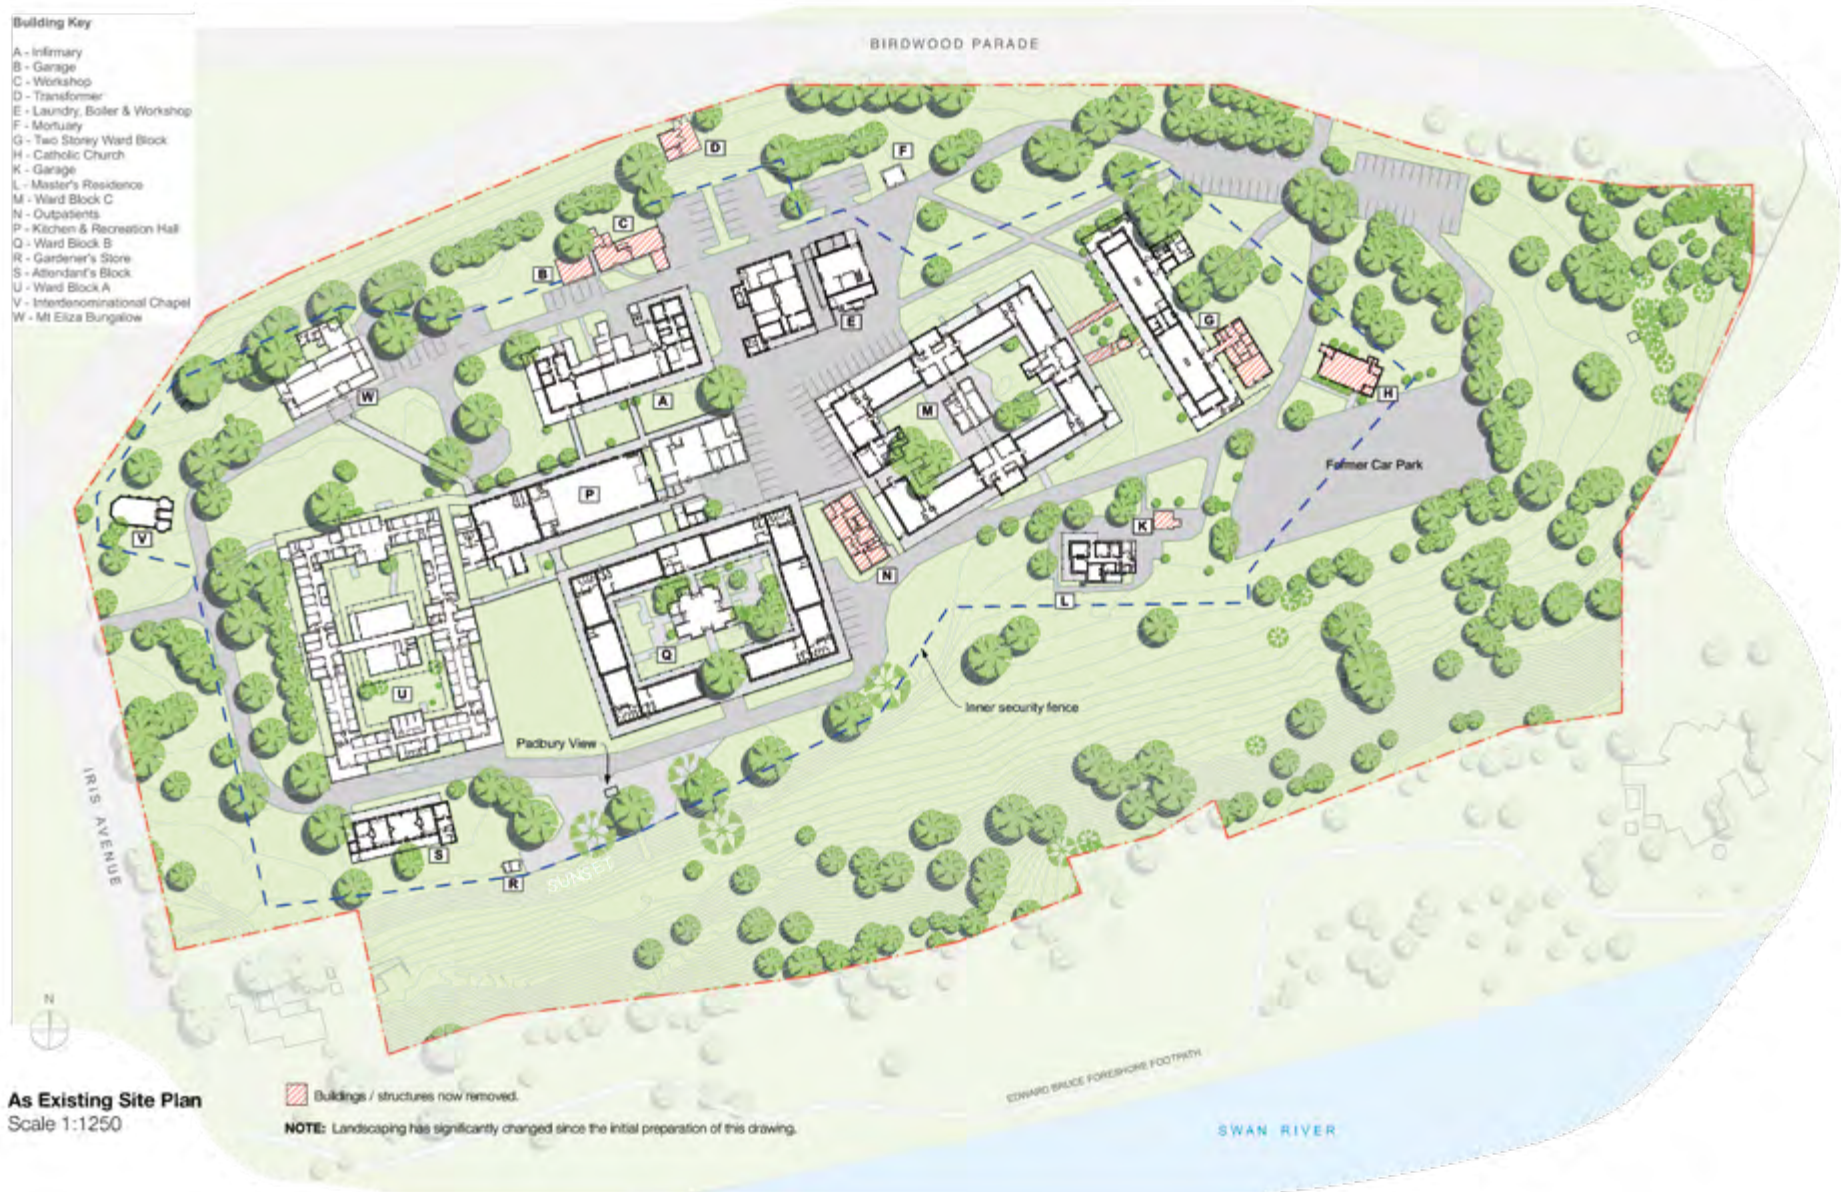 Building Key
A - Infirmary
B - Garage
C - Workshop
D - Transformer
E - Laundry, Boiler & Workshop
F - Mortuary
G - Two Storey Ward Block
H - Catholic Church
K - Garage
L - Master's Residence
M - Ward Block C
N - Outpatients
P - Kitchen & Recreation Hall
Q - Ward Block B
R - Gardener's Store
S - Attendant's Block
U - Ward Block A
V - Interdenominational Chapel
W - Mt Eliza Bungalow
BIRDWOOD PARADE
D
F
C
B
E
G
W
A
M
H
Former Car Park
P
V
K
N
L
Q
U
Inner security fence
Padbury View
IRIS AVENUE
S
R
SUNSET
N
EDWARD BRUCE FORESHORE FOOTPATH
SWAN RIVER
As Existing Site Plan
Scale 1:1250
Buildings / structures now removed.
NOTE: Landscaping has significantly changed since the initial preparation of this drawing.